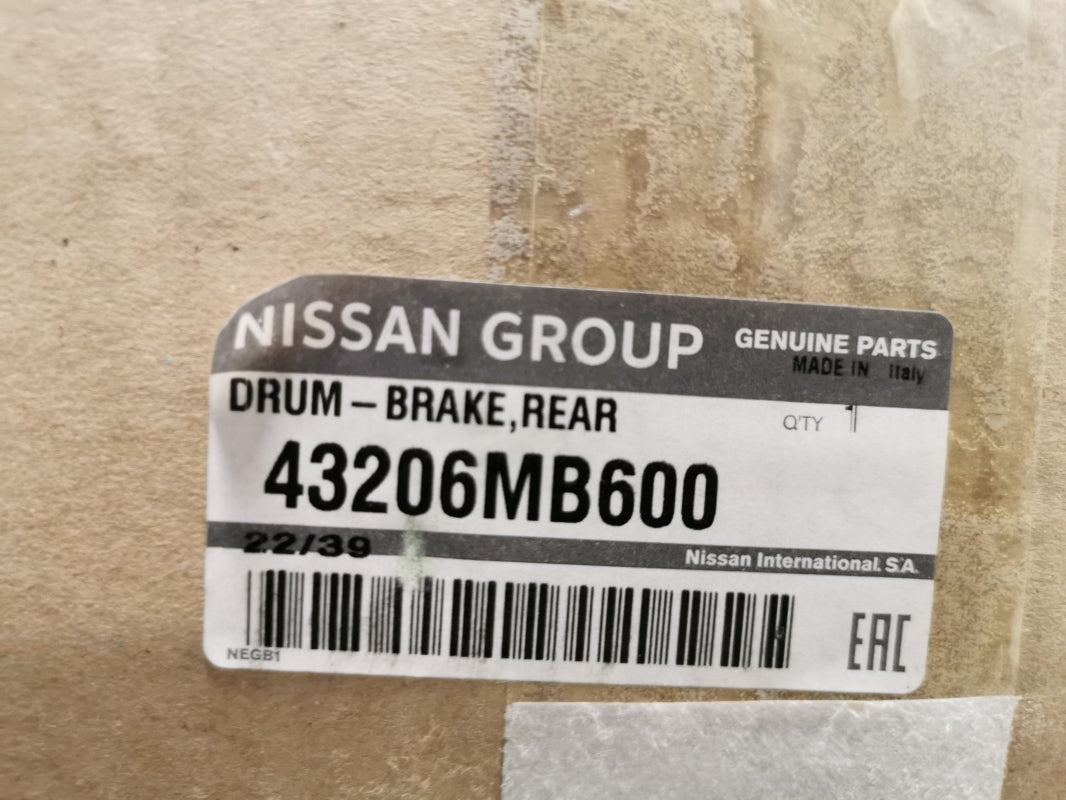 NISSAN GROUP
GENUINE PARTS
MADE IN Italy
DRUM – BRAKE,REAR
Q'TY 1
43206MB600
22/39
Nissan International S.A.
NEGB1
EAC